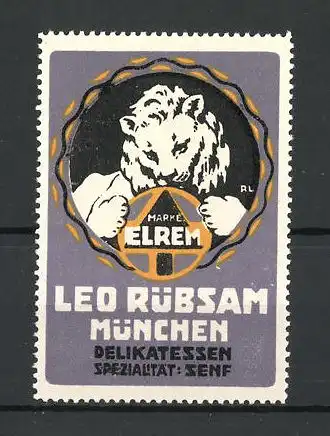 RL
MARKE
ELREM
LEO RÜBSAM
MÜNCHEN
DELIKATESSEN
SPEZIALITÄT: SENF